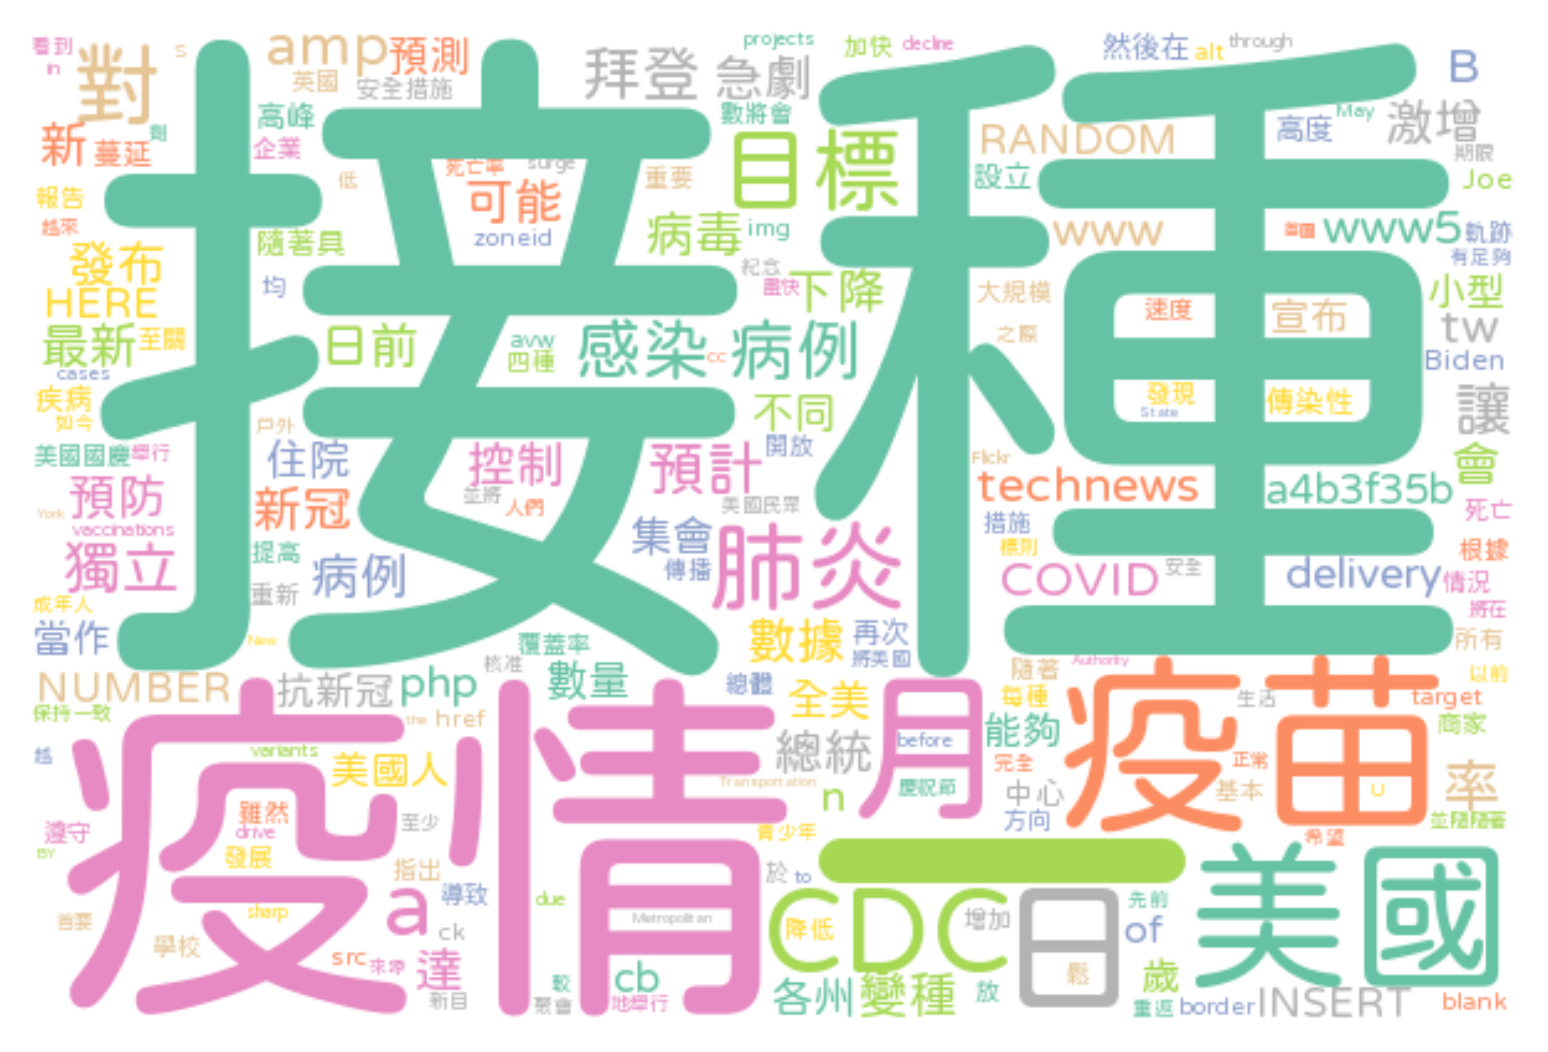 看到
in
對
s
amp
預測
英國
安全措施
拜登
急劇
projects
加快
decline
然後在
alt
through
B
接種
高峰
企業
新
蔓延
劑
數將會
目標
RANDOM
高度
May
激增
期限
報告
越來
低
死亡率
surge
可能
重要
設立
Joe
發布
隨著具
zoneid
病毒
img
www
首圖
www5
軌跡
有足夠
HERE
均
紀念
盡快
下降
大規模
速度
宣布
小型
tw
最新
至關
日前
avw
四種
感染
cc
病例
之際
Biden
cases
疾病
如今
戶外
不同
發現
State
傳染性
讓
美國國慶
舉行
住院
控制
預計
開放
Flickr
會
預防
York
vaccinations
新冠
並將
人們
美國民眾
technews
a4b3f35b
死亡
獨立
提高
集會
措施
標則
根據
重新
病例
傳播
肺炎
COVID
安全
delivery
情況
成年人
將在
當作
New
覆蓋率
核准
數據
再次
將美國
隨著
Authority
所有
NUMBER
抗新冠
php
數量
總體
全美
月
每種
疫苗
生活
target
以前
保持一致
the
href
疫情
能夠
商家
越
variants
美國人
總統
before
完全
正常
Transportation
n
慶祝節
中心
基本
U
率
遵守
雖然
drive
至少
青少年
方向
希望
並隨隨著
BY
發展
指出
於
to
一
美國
首要
sharp
a
導致
due
Metropolitan
CDC
降低
增加
日
先前
of
學校
ck
鬆
src
來源
達
較
cb
歲
新目
聚會
地舉行
各州
變種
放
重返
border
INSERT
blank